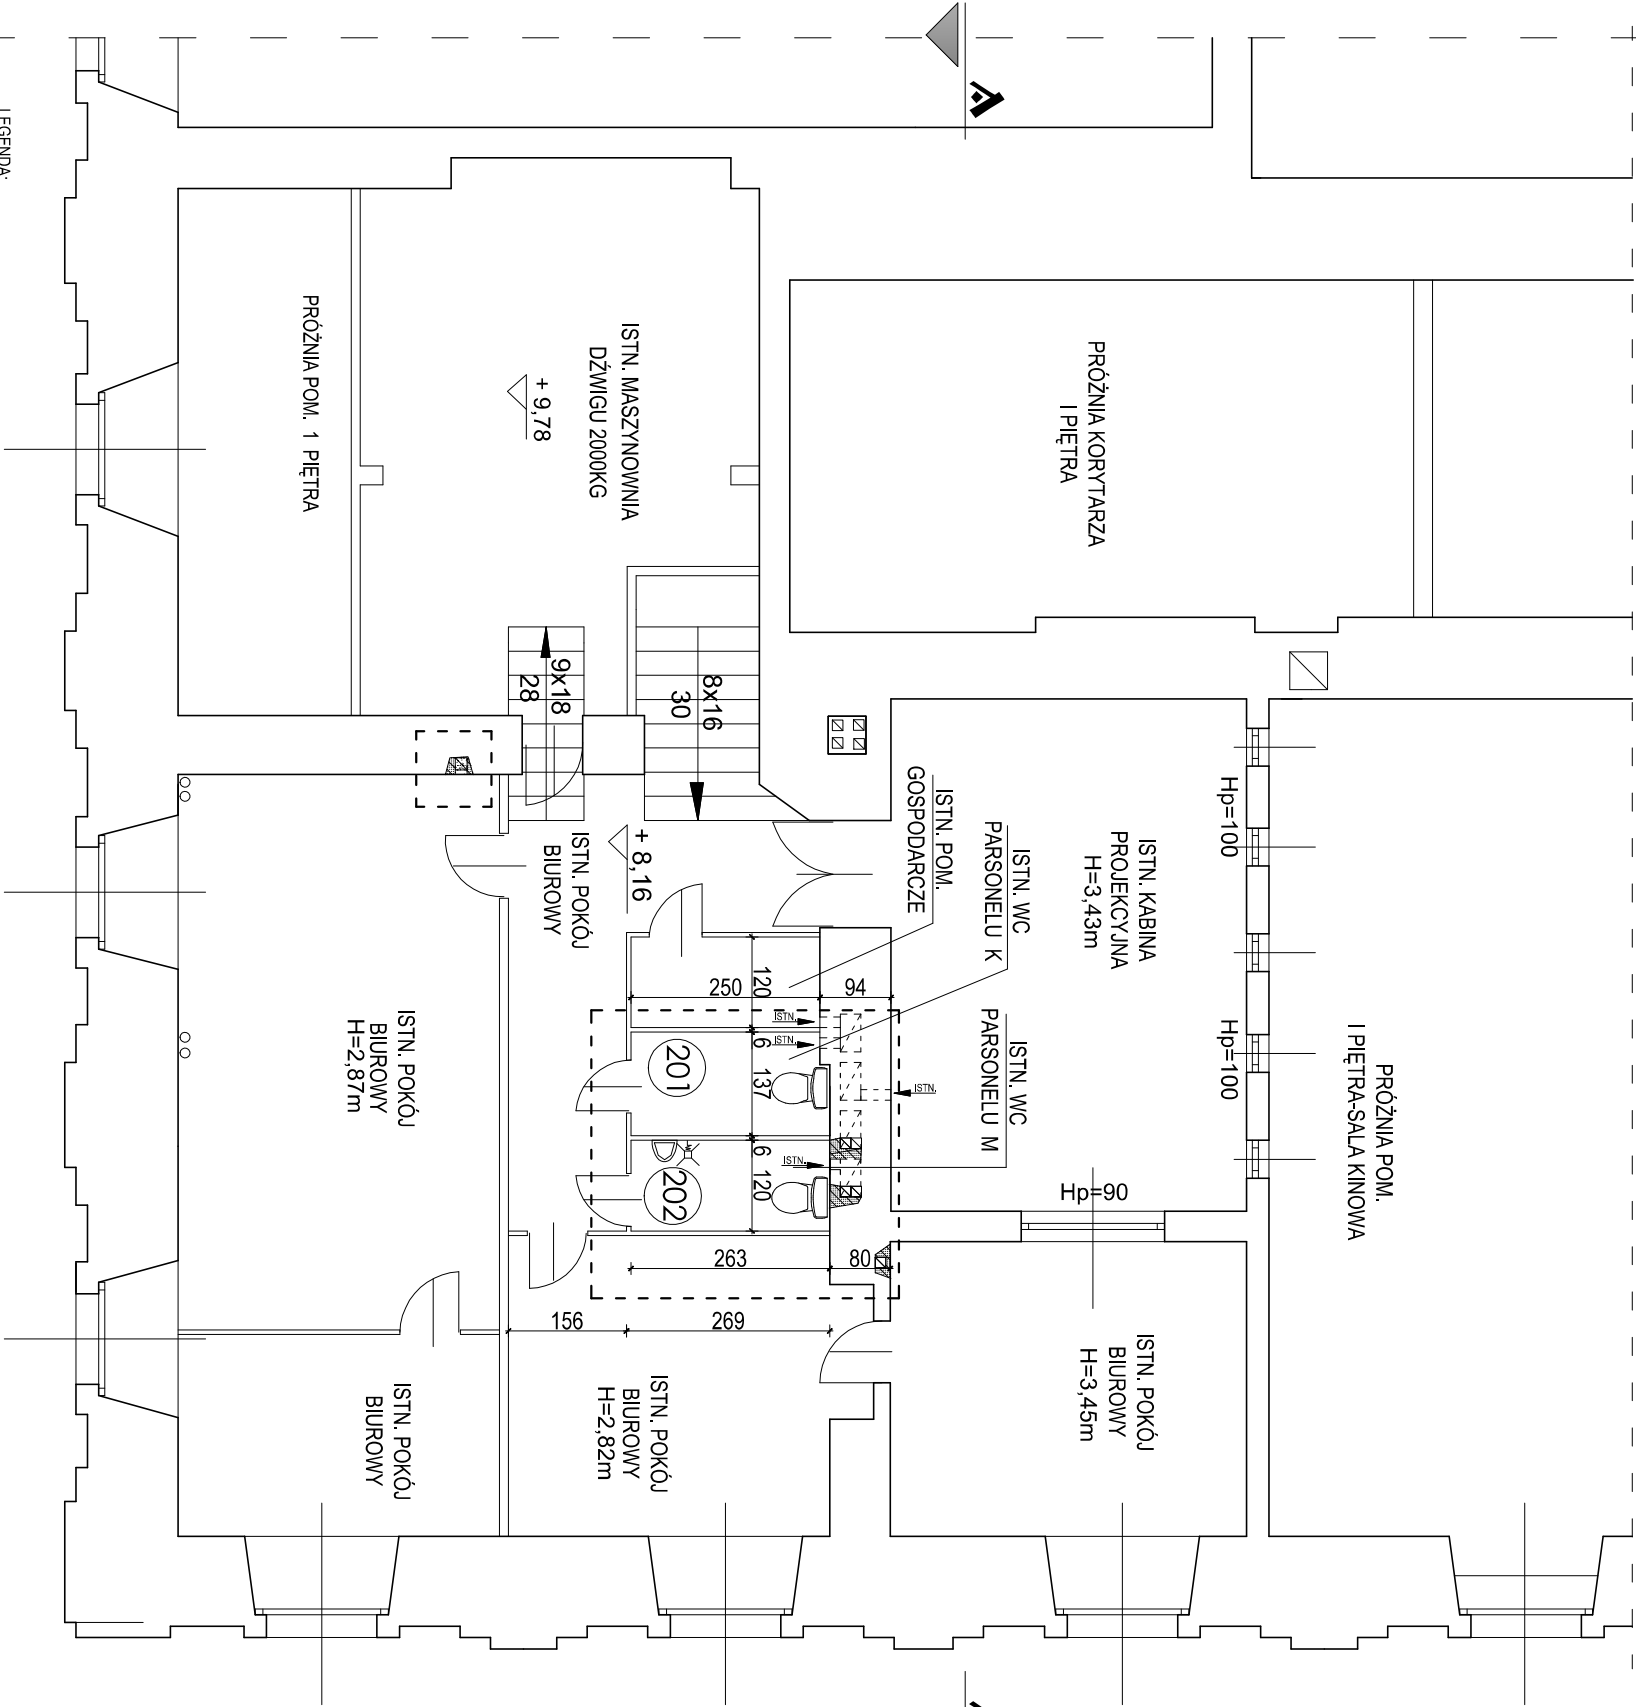 LEGENDA:
A
PRÓŻNIA POM. 1 PIĘTRA
ISTN. MASZYNOWNIA
DŹWIGU 2000KG
+ 9,78
PRÓŻNIA KORYTARZA
I PIĘTRA
9x18
28
8x16
30
+ 8,16
ISTN. POKÓJ
BIUROWY
ISTN. POM.
GOSPODARCZE
ISTN. WC
PARSONELU K
ISTN. WC
PARSONELU M
ISTN. KABINA
PROJEKCYJNA
H=3,43m
Hp=100
Hp=100
Hp=90
PRÓŻNIA POM.
I PIĘTRA-SALA KINOWA
ISTN. POKÓJ
BIUROWY
H=2,87m
250
94
120
6
137
6
120
ISTN.
ISTN.
ISTN.
ISTN.
201
202
263
80
156
269
ISTN. POKÓJ
BIUROWY
ISTN. POKÓJ
BIUROWY
H=2,82m
ISTN. POKÓJ
BIUROWY
H=3,45m